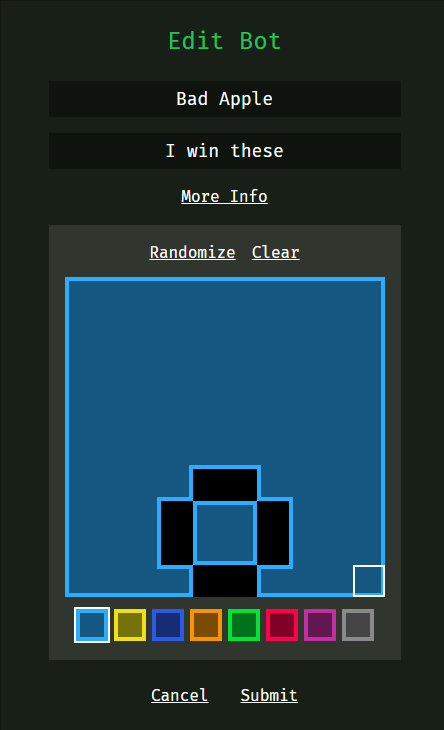 Edit Bot
Bad Apple
I win these
More Info
Randomize Clear
Cancel Submit